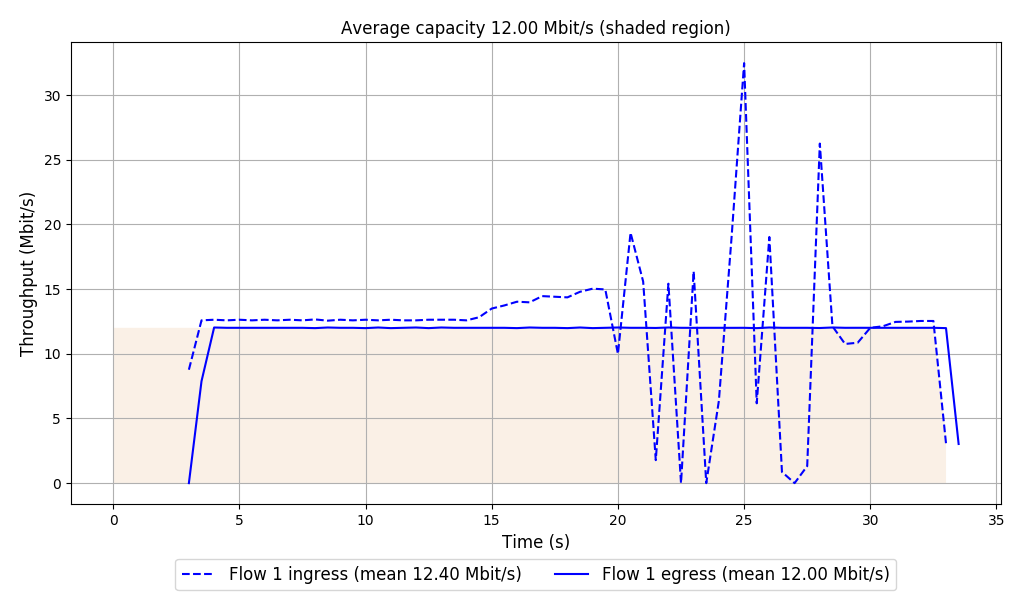 Average capacity 12.00 Mbit/s (shaded region)
Throughput (Mbit/s)
30
25
20
15
10
5
0
0 5 10 15 20 25 30 35
Time (s)
Flow 1 ingress (mean 12.40 Mbit/s) Flow 1 egress (mean 12.00 Mbit/s)